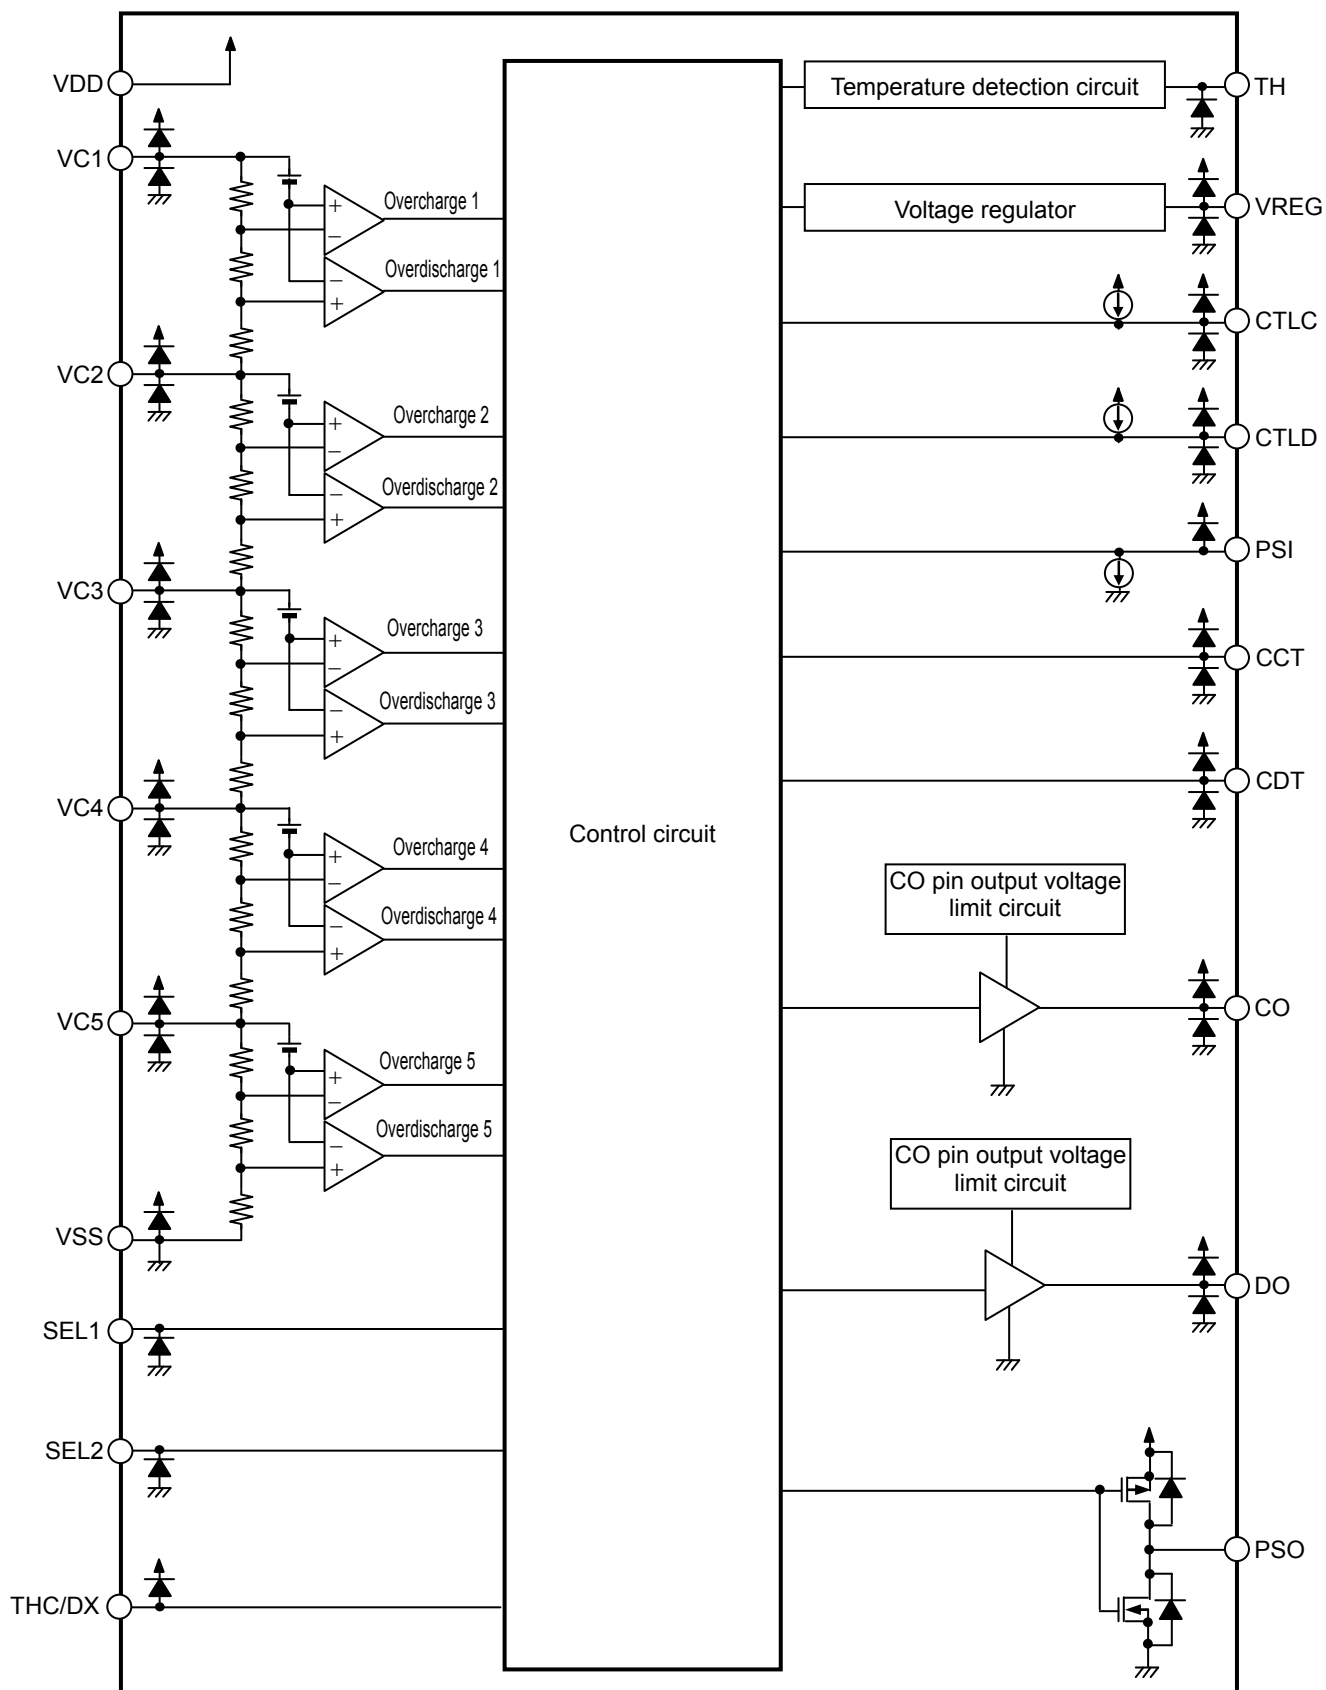 VDD
VC1
VC2
VC3
VC4
VC5
VSS
SEL1
SEL2
THC/DX
+
−
Overcharge 1
−
+
Overdischarge 1
+
−
Overcharge 2
−
+
Overdischarge 2
+
−
Overcharge 3
−
+
Overdischarge 3
+
−
Overcharge 4
−
+
Overdischarge 4
+
−
Overcharge 5
−
+
Overdischarge 5
Control circuit
Temperature detection circuit
Voltage regulator
CO pin output voltage
limit circuit
CO pin output voltage
limit circuit
TH
VREG
CTLC
CTLD
PSI
CCT
CDT
CO
DO
PSO